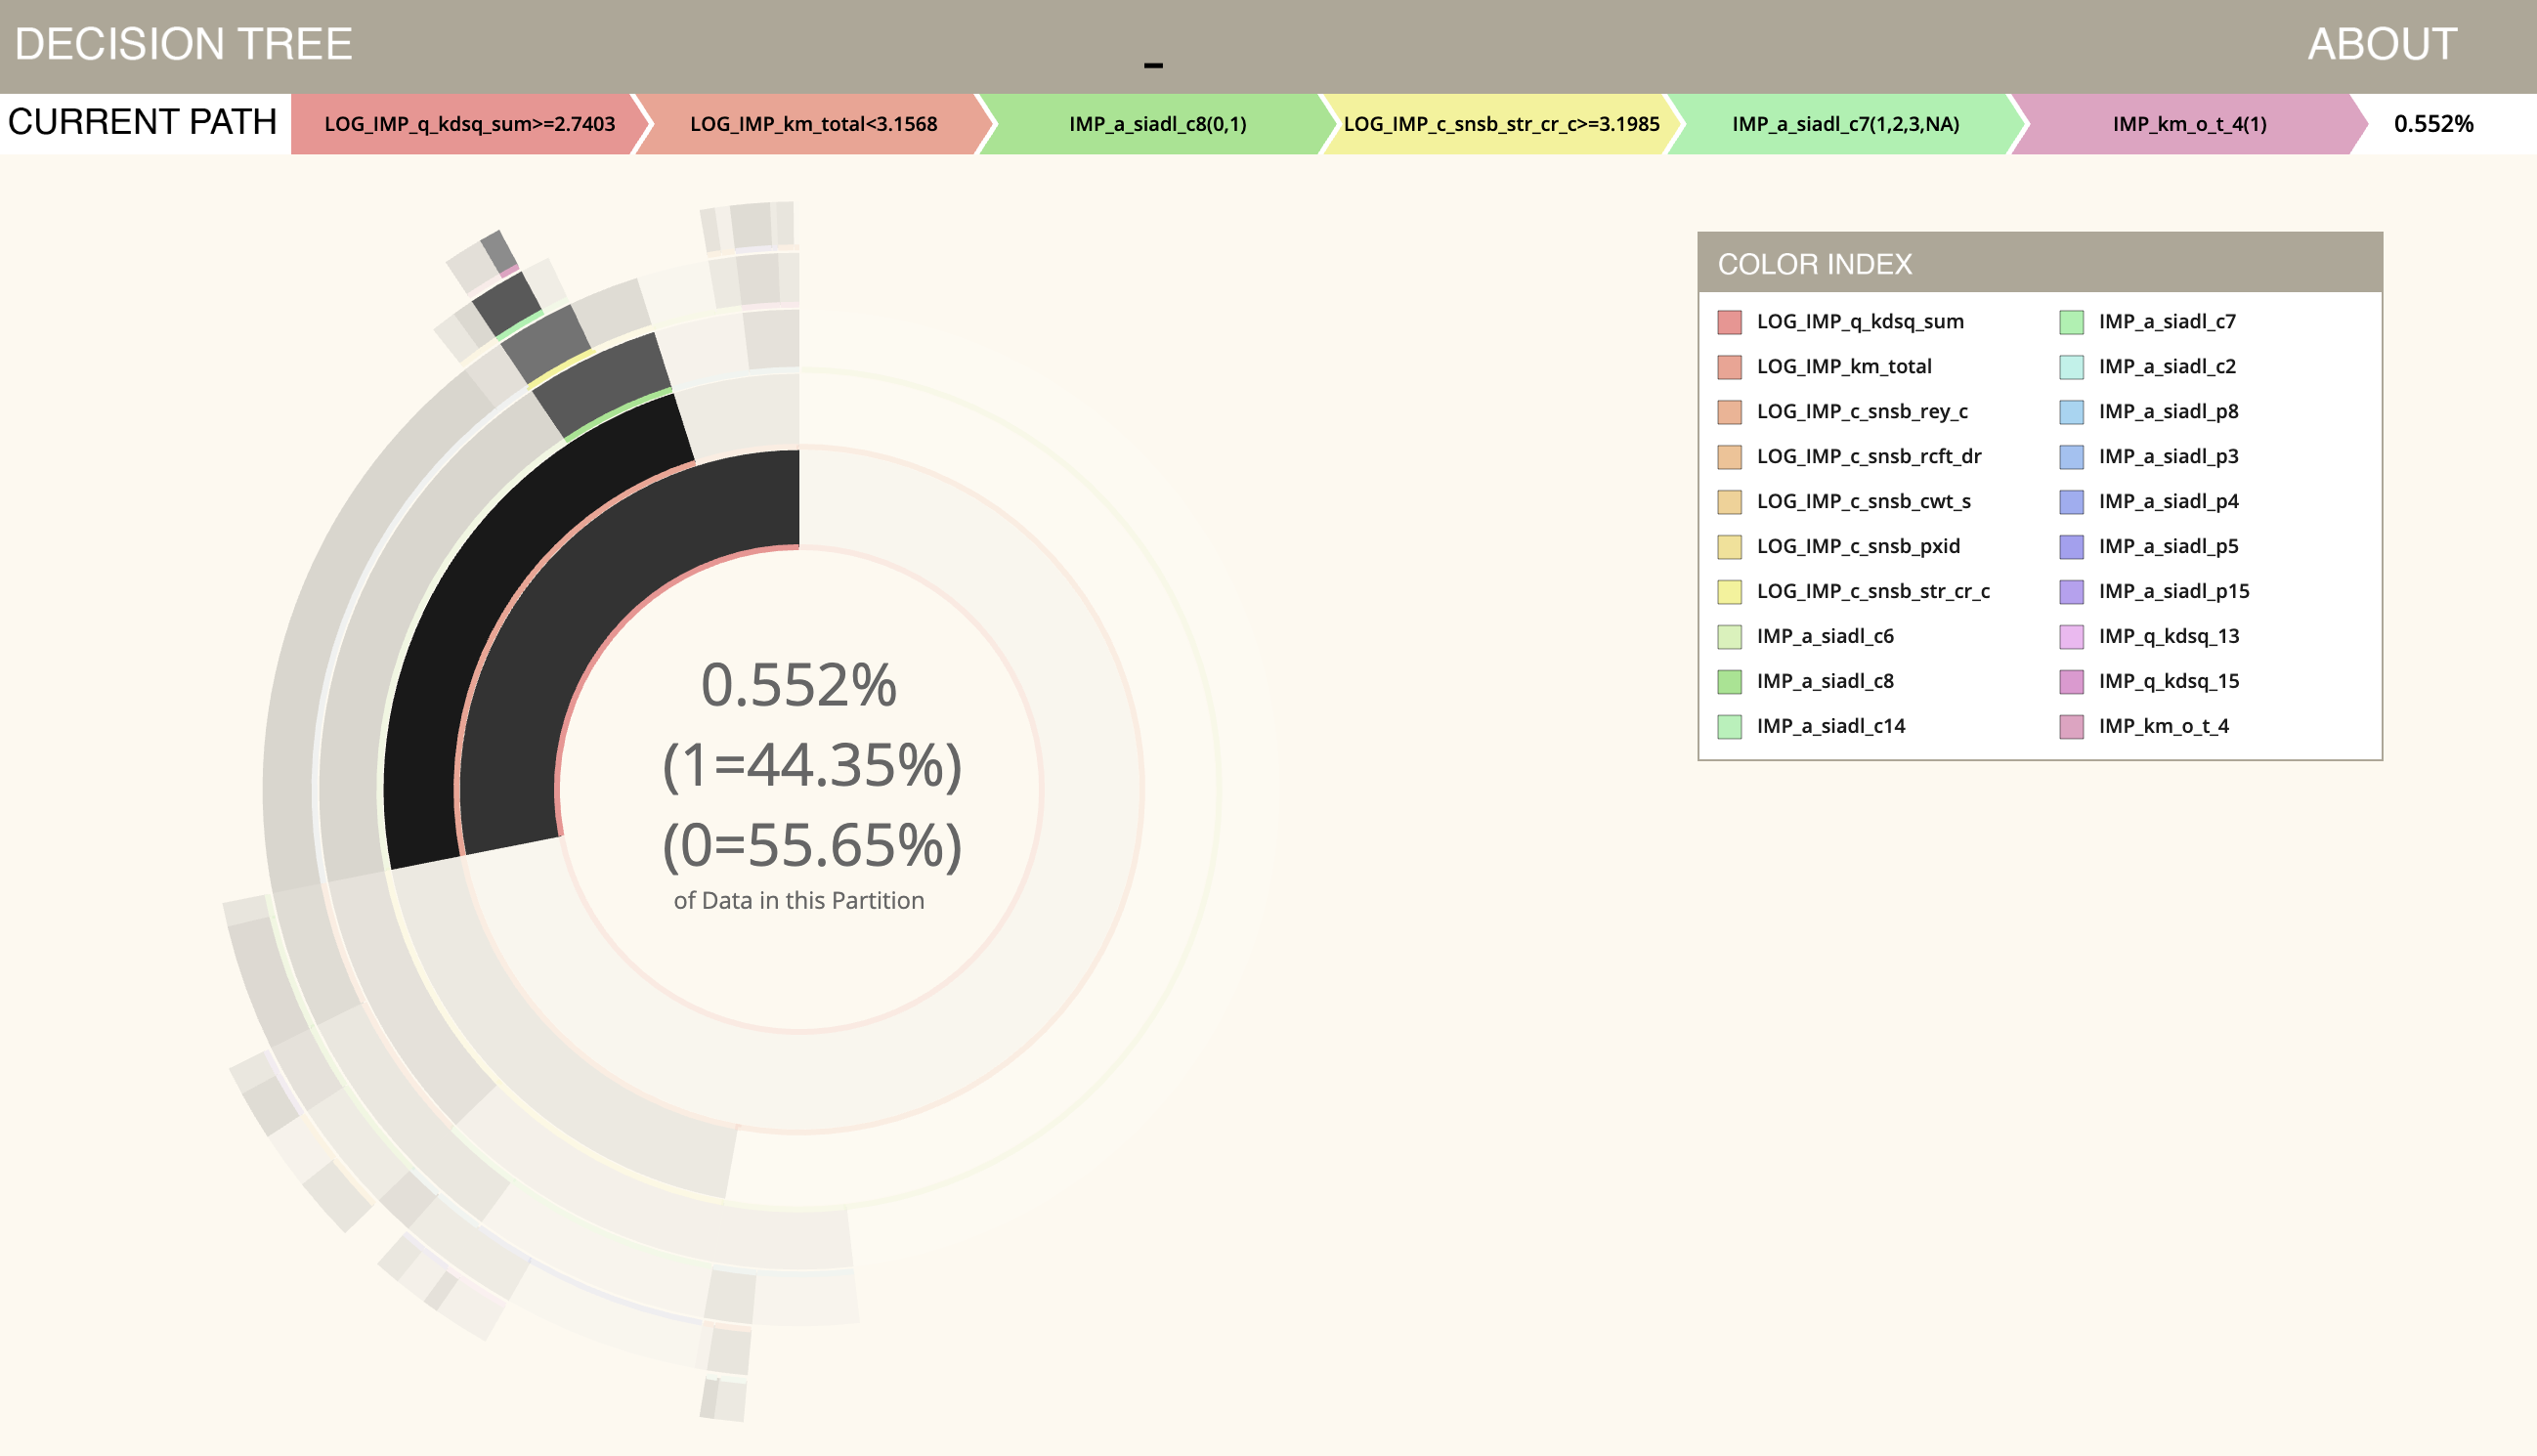 DECISION TREE
ABOUT
CURRENT PATH
LOG_IMP_q_kdsq_sum>=2.7403
LOG_IMP_km_total<3.1568
IMP_a_siadl_c8(0,1)
LOG_IMP_c_snsb_str_cr_c>=3.1985
IMP_a_siadl_c7(1,2,3,NA)
IMP_km_o_t_4(1)
0.552%
0.552%
(1=44.35%)
(0=55.65%)
of Data in this Partition
COLOR INDEX
LOG_IMP_q_kdsq_sum
LOG_IMP_km_total
LOG_IMP_c_snsb_rey_c
LOG_IMP_c_snsb_rcft_dr
LOG_IMP_c_snsb_cwt_s
LOG_IMP_c_snsb_pxid
LOG_IMP_c_snsb_str_cr_c
IMP_a_siadl_c6
IMP_a_siadl_c8
IMP_a_siadl_c14
IMP_a_siadl_c7
IMP_a_siadl_c2
IMP_a_siadl_p8
IMP_a_siadl_p3
IMP_a_siadl_p4
IMP_a_siadl_p5
IMP_a_siadl_p15
IMP_q_kdsq_13
IMP_q_kdsq_15
IMP_km_o_t_4